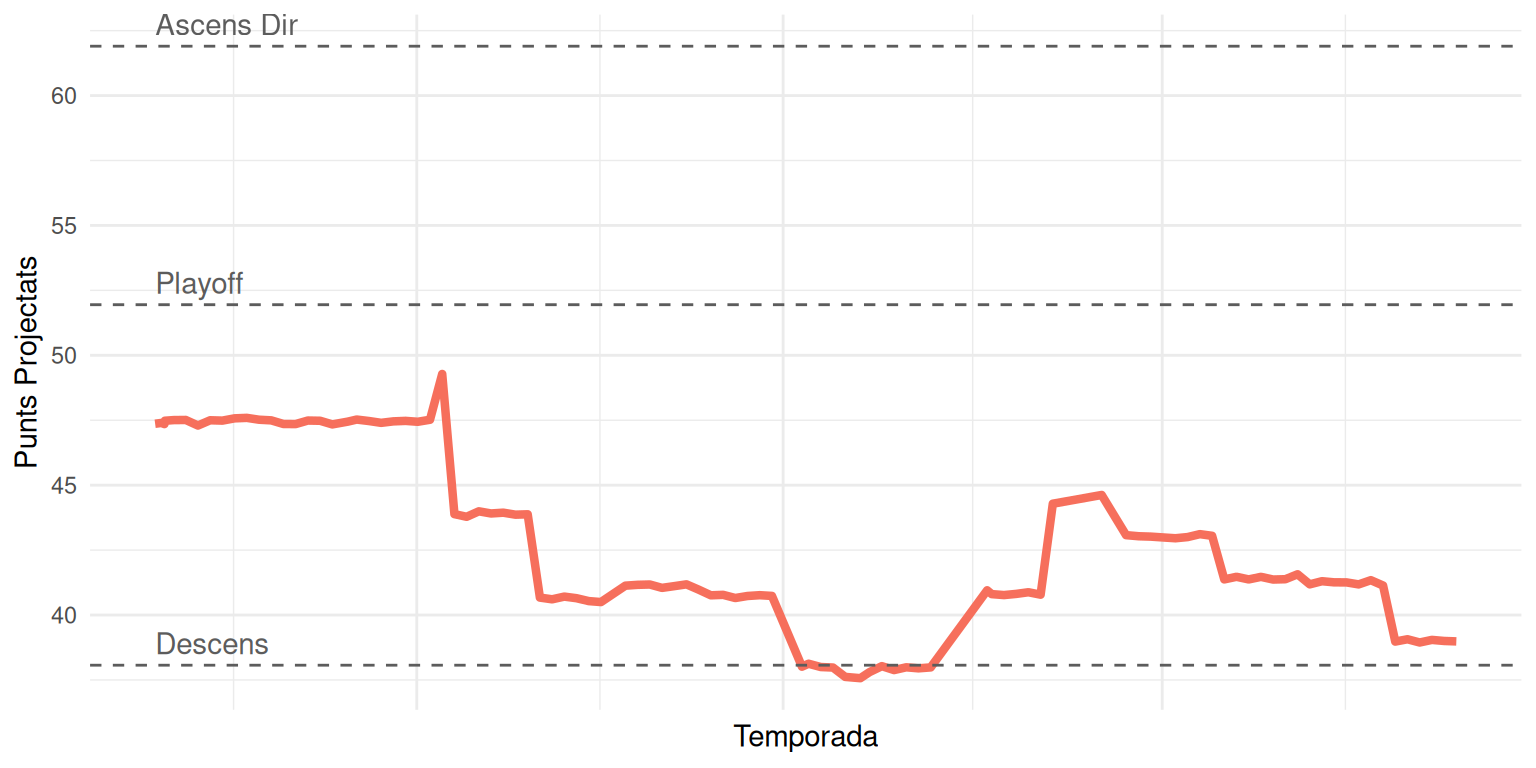 Ascens Dir
60
55
Playoff
50
45
40
Descens
Punts Projectats
Temporada